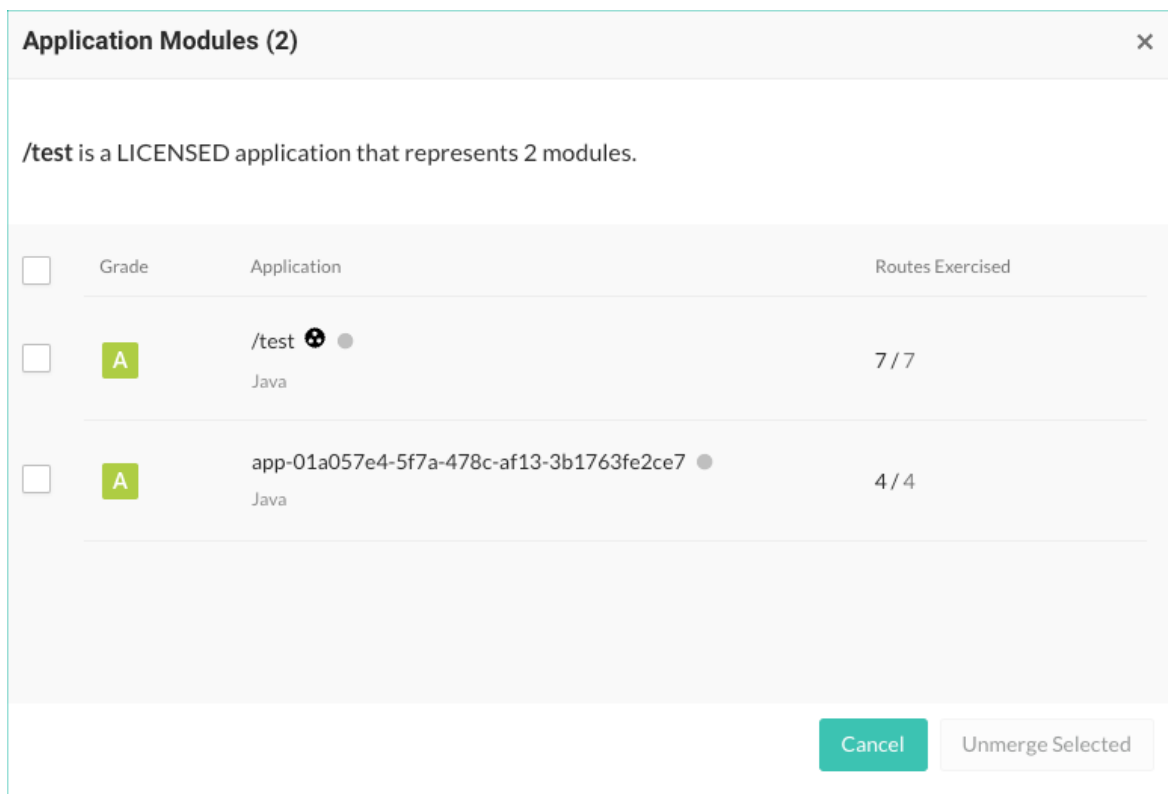 Application Modules (2)
/test is a LICENSED application that represents 2 modules.
Grade Application Routes Exercised
A /test 7 / 7
Java
A app-01a057e4-5f7a-478c-af13-3b1763fe2ce7 4 / 4
Java
Cancel Unmerge Selected